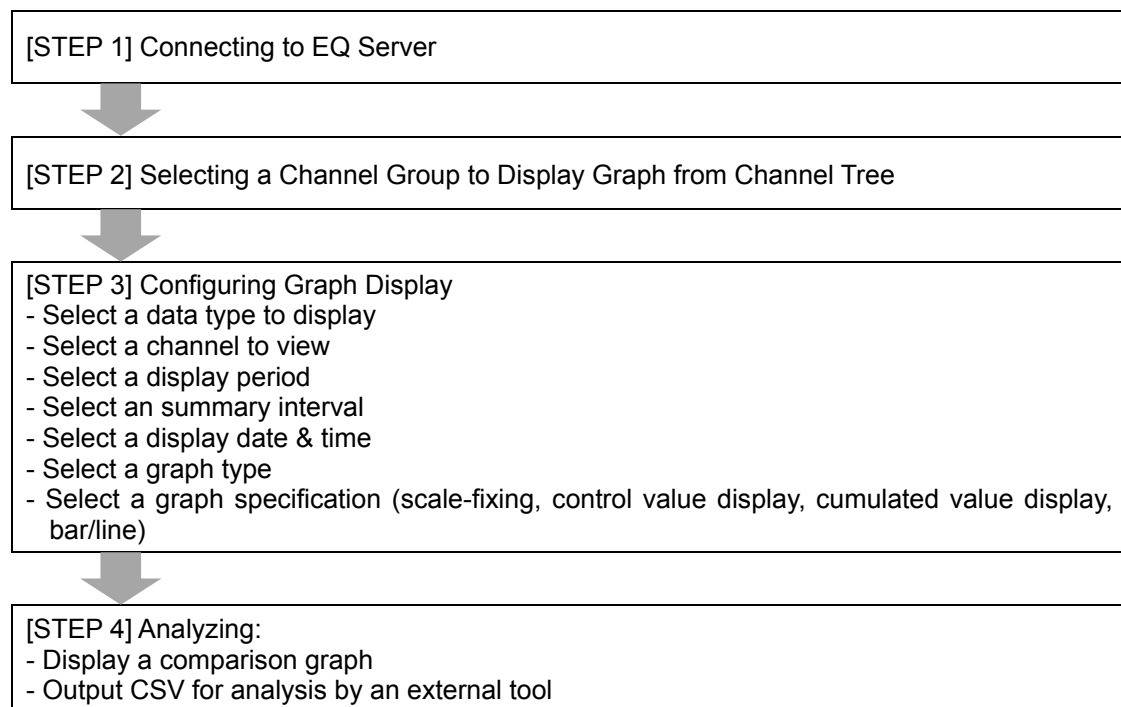 [STEP 1] Connecting to EQ Server
[STEP 2] Selecting a Channel Group to Display Graph from Channel Tree
[STEP 3] Configuring Graph Display
- Select a data type to display
- Select a channel to view
- Select a display period
- Select an summary interval
- Select a display date & time
- Select a graph type
- Select a graph specification (scale-fixing, control value display, cumulated value display,
bar/line)
[STEP 4] Analyzing:
- Display a comparison graph
- Output CSV for analysis by an external tool